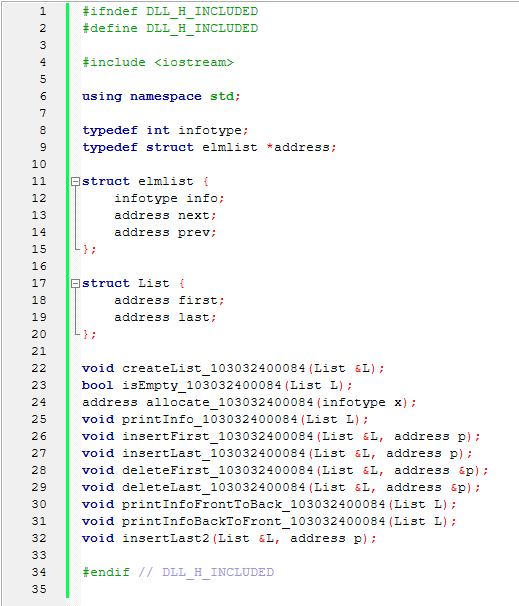 1 #ifndef DLL_H_INCLUDED
2 #define DLL_H_INCLUDED
3
4 #include <iostream>
5
6 using namespace std;
7
8 typedef int infotype;
9 typedef struct elmlist *address;
10
11 struct elmlist {
12     infotype info;
13     address next;
14     address prev;
15 };
16
17 struct List {
18     address first;
19     address last;
20 };
21
22 void createList_103032400084(List &L);
23 bool isEmpty_103032400084(List L);
24 address allocate_103032400084(infotype x);
25 void printInfo_103032400084(List L);
26 void insertFirst_103032400084(List &L, address p);
27 void insertLast_103032400084(List &L, address p);
28 void deleteFirst_103032400084(List &L, address &p);
29 void deleteLast_103032400084(List &L, address &p);
30 void printInfoFrontToBack_103032400084(List L);
31 void printInfoBackToFront_103032400084(List L);
32 void insertLast2(List &L, address p);
33
34 #endif // DLL_H_INCLUDED
35